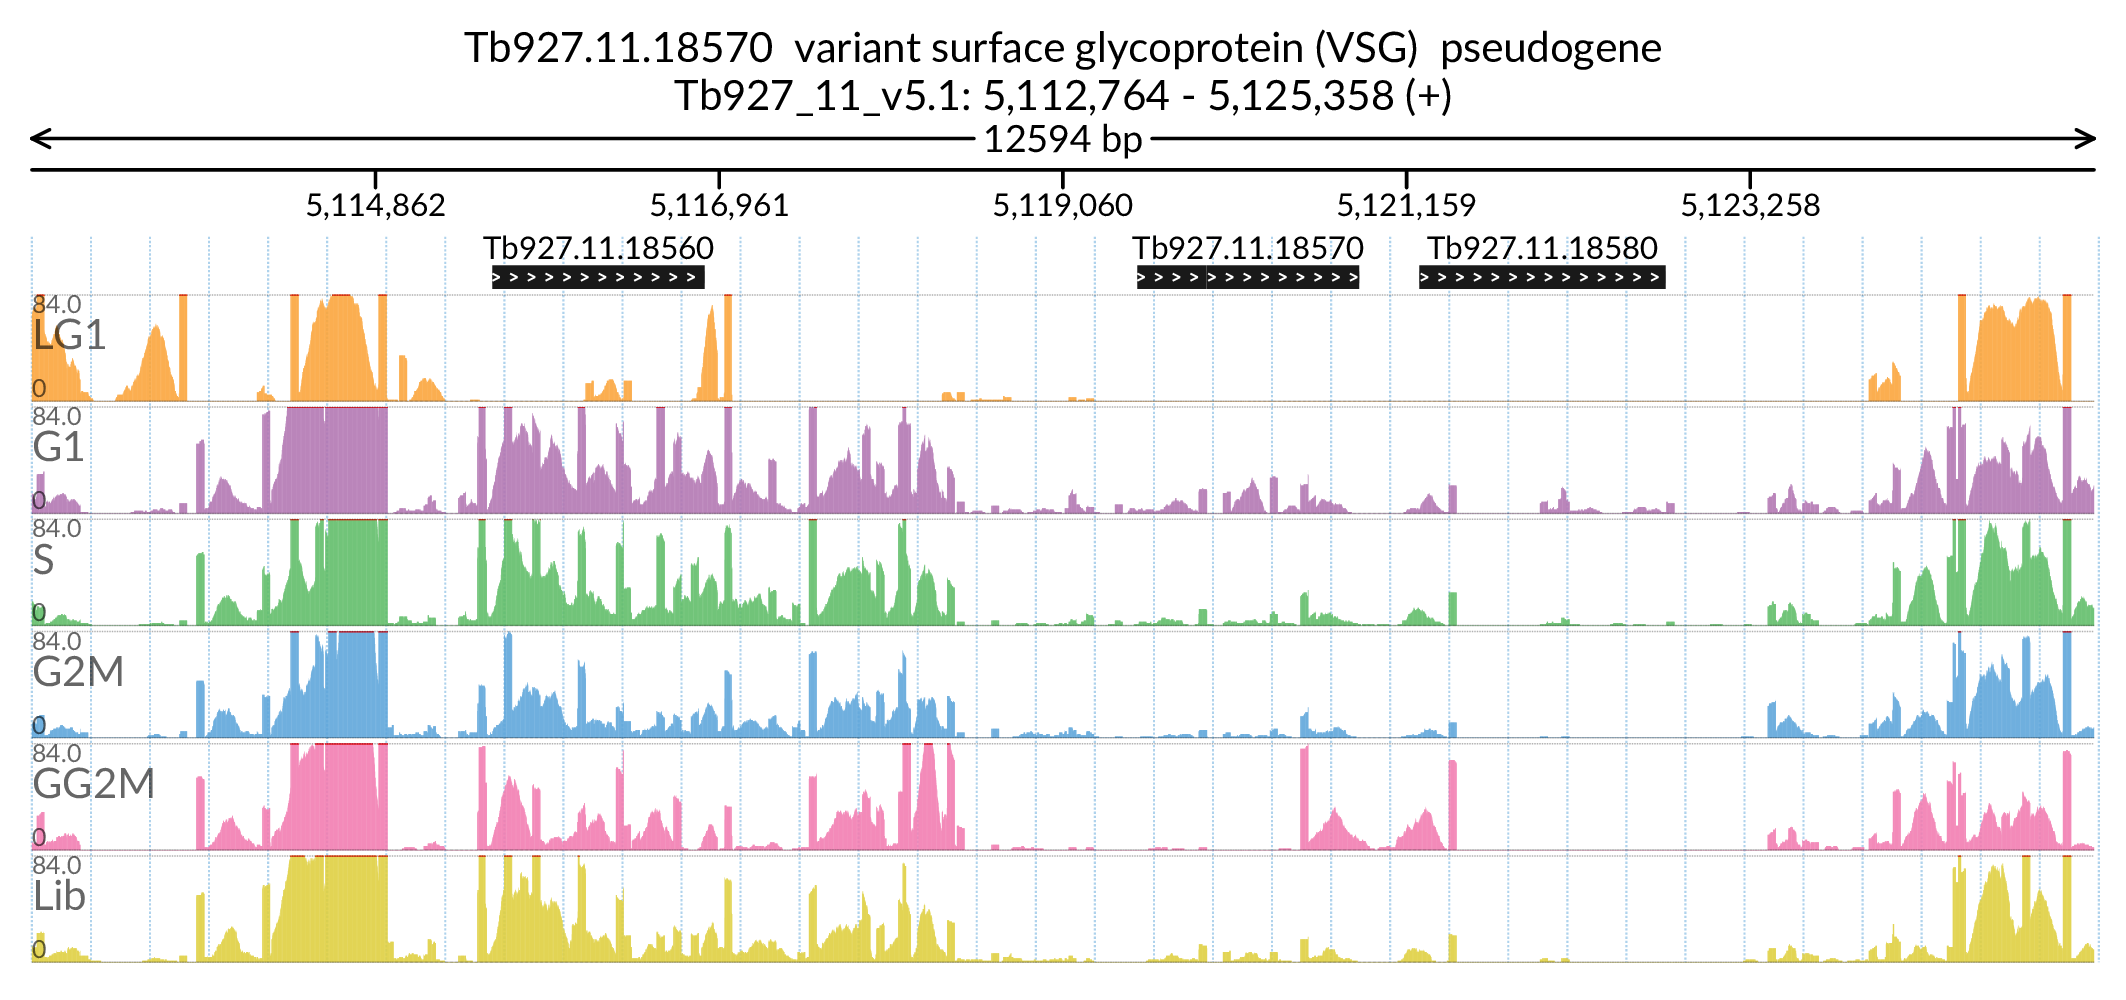 Tb927.11.18570 variant surface glycoprotein (VSG) pseudogene
Tb927_11_v5.1: 5,112,764 - 5,125,358 (+)
12594 bp
5,114,862 5,116,961 5,119,060 5,121,159 5,123,258
Tb927.11.18560 Tb927.11.18570 Tb927.11.18580
84.0
LG1
0
84.0
G1
0
84.0
S
0
84.0
G2M
0
84.0
GG2M
0
84.0
Lib
0